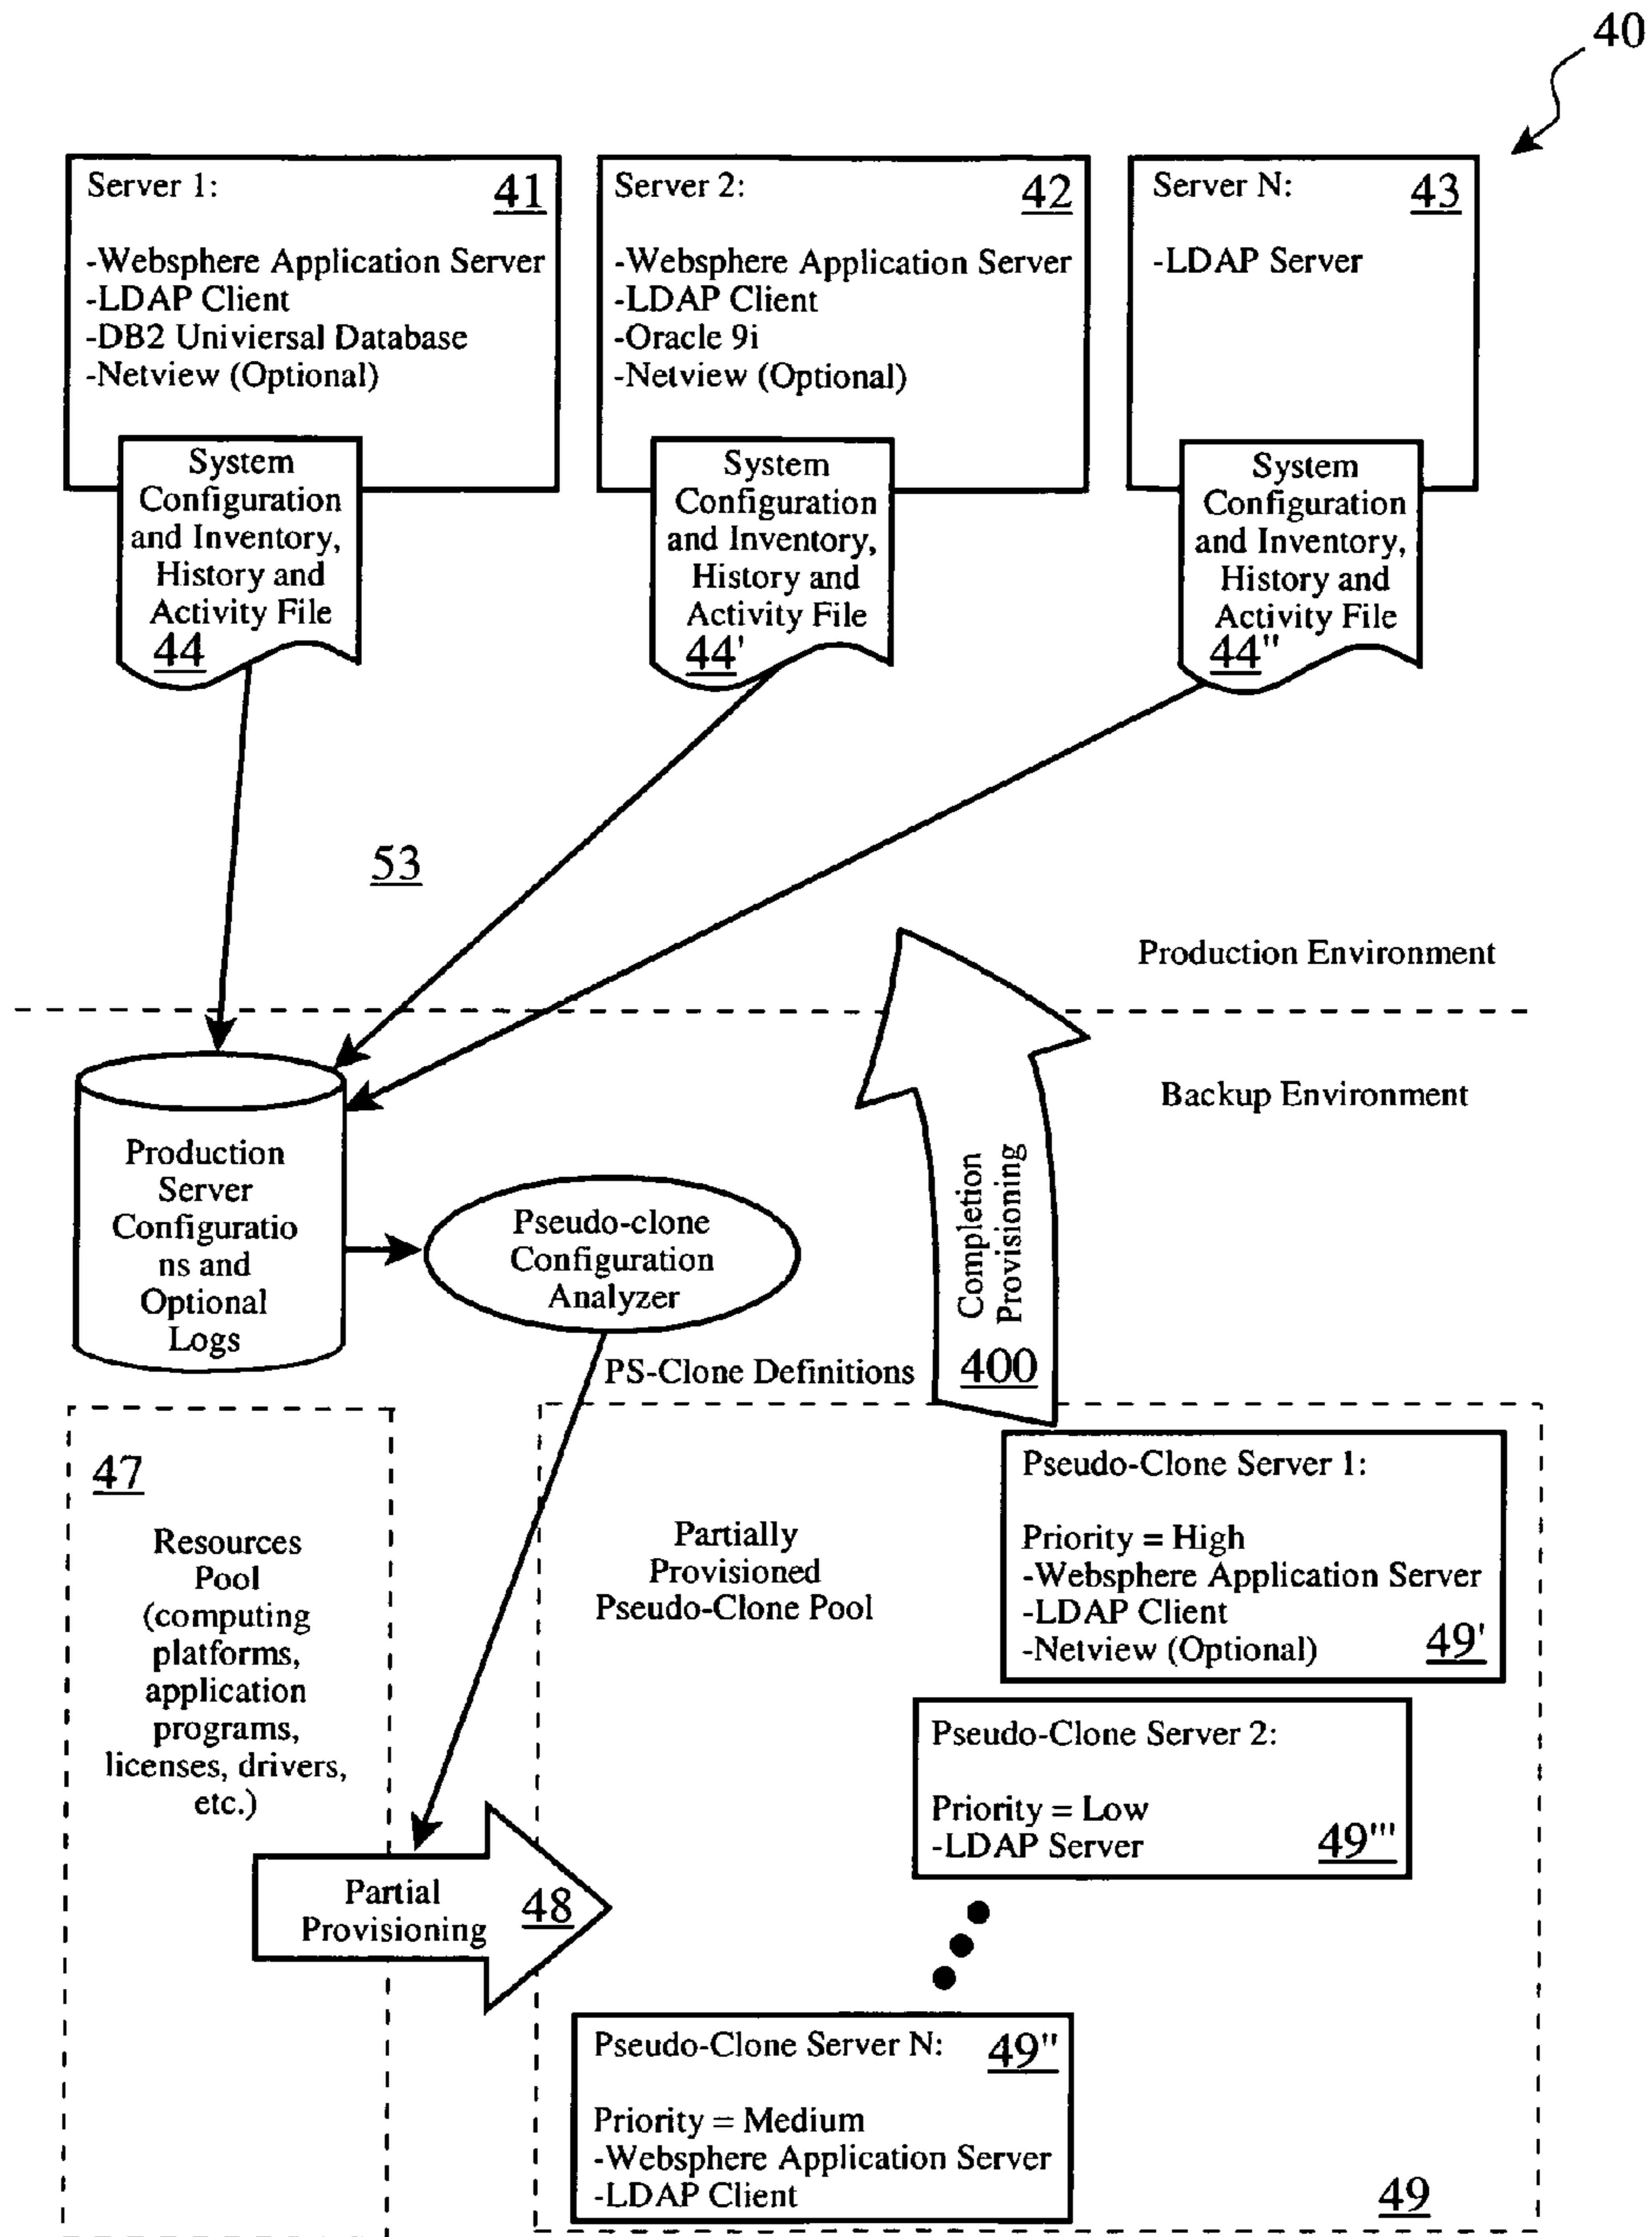 40
Server 1:
41
-Websphere Application Server
-LDAP Client
-DB2 Univiersal Database
-Netview (Optional)
System
Configuration
and Inventory,
History and
Activity File
44
Server 2:
42
-Websphere Application Server
-LDAP Client
-Oracle 9i
-Netview (Optional)
System
Configuration
and Inventory,
History and
Activity File
44'
Server N:
43
-LDAP Server
System
Configuration
and Inventory,
History and
Activity File
44"
53
Production Environment
Backup Environment
Production
Server
Configuratio
ns and
Optional
Logs
Pseudo-clone
Configuration
Analyzer
PS-Clone Definitions
Completion
Provisioning
400
47
Resources
Pool
(computing
platforms,
application
programs,
licenses, drivers,
etc.)
Partial
Provisioning
48
Partially
Provisioned
Pseudo-Clone Pool
Pseudo-Clone Server 1:
Priority = High
-Websphere Application Server
-LDAP Client
-Netview (Optional)
49'
Pseudo-Clone Server 2:
Priority = Low
-LDAP Server
49'''
Pseudo-Clone Server N:
49"
Priority = Medium
-Websphere Application Server
-LDAP Client
49